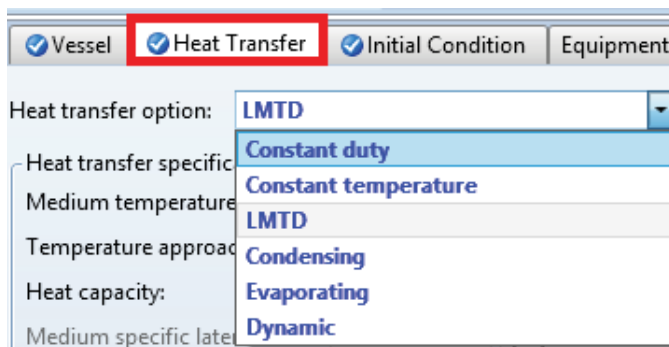 Vessel Heat Transfer Initial Condition Equipment
Heat transfer option: LMTD
Constant duty
Heat transfer specific
Constant temperature
Medium temperature
LMTD
Temperature approac
Condensing
Heat capacity:
Evaporating
Medium specific late
Dynamic